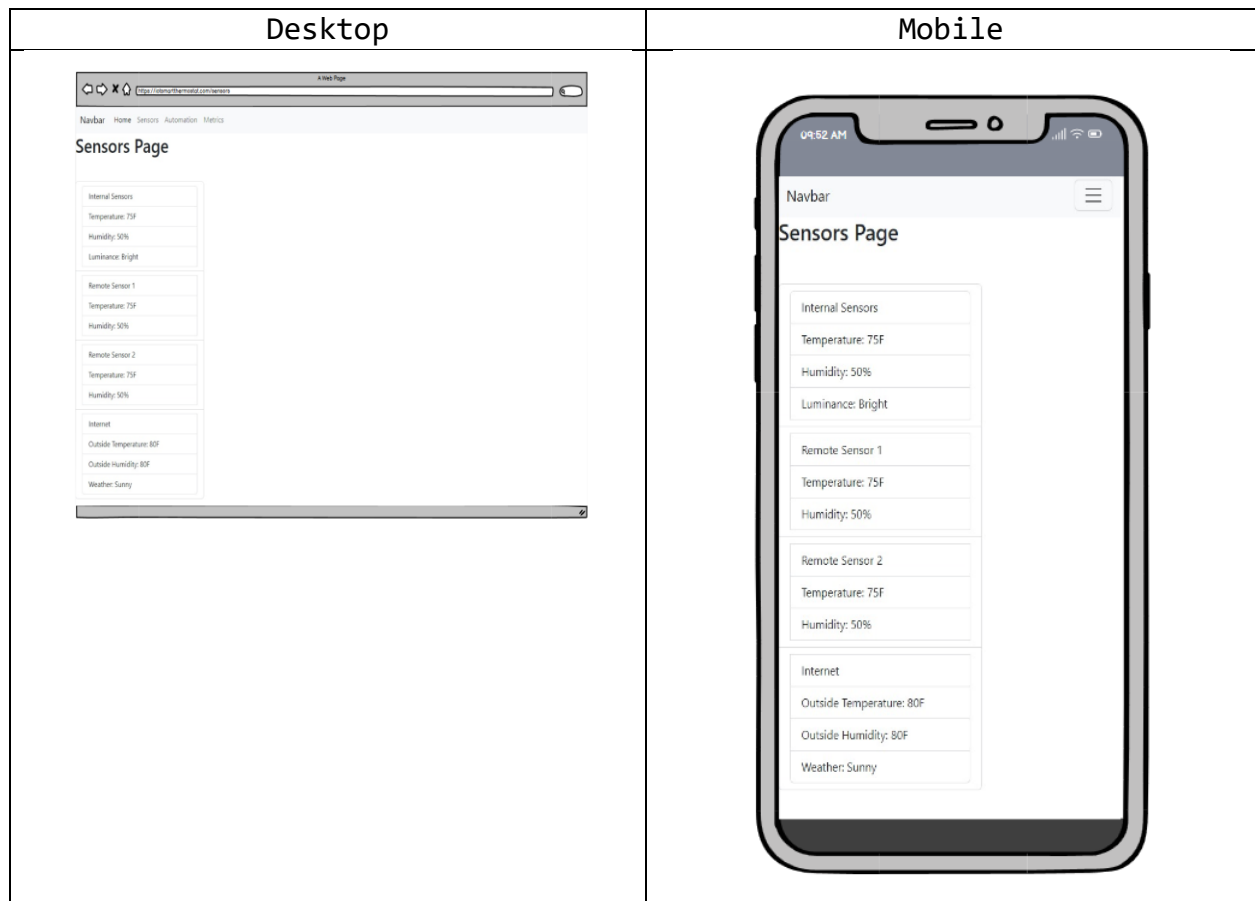 Desktop
Mobile
A Web Page
Navbar Home Sensors Automation Metrics
Sensors Page
Internal Sensors
Temperature: 75F
Humidity: 50%
Luminance: Bright
Remote Sensor 1
Temperature: 75F
Humidity: 50%
Remote Sensor 2
Temperature: 75F
Humidity: 50%
Internet
Outside Temperature: 80F
Outside Humidity: 80F
Weather: Sunny
09:52 AM
Navbar
Sensors Page
Internal Sensors
Temperature: 75F
Humidity: 50%
Luminance: Bright
Remote Sensor 1
Temperature: 75F
Humidity: 50%
Remote Sensor 2
Temperature: 75F
Humidity: 50%
Internet
Outside Temperature: 80F
Outside Humidity: 80F
Weather: Sunny